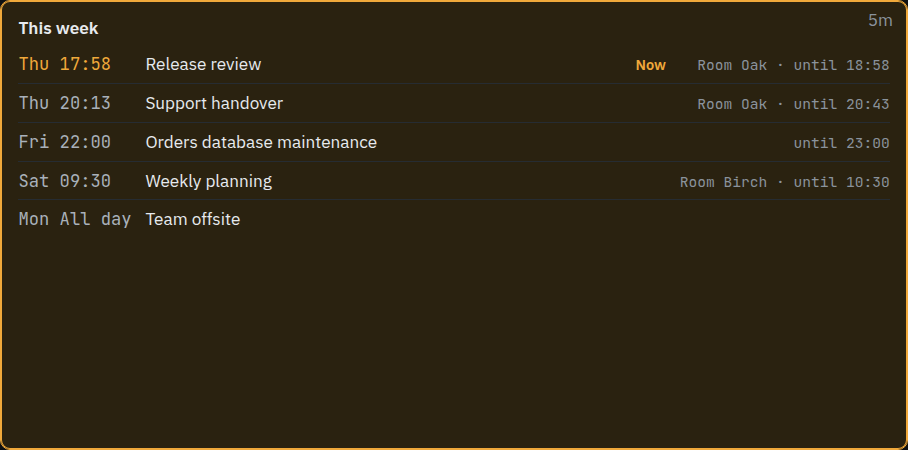 This week
5m
Thu 17:58 Release review Now Room Oak · until 18:58
Thu 20:13 Support handover Room Oak · until 20:43
Fri 22:00 Orders database maintenance until 23:00
Sat 09:30 Weekly planning Room Birch · until 10:30
Mon All day Team offsite